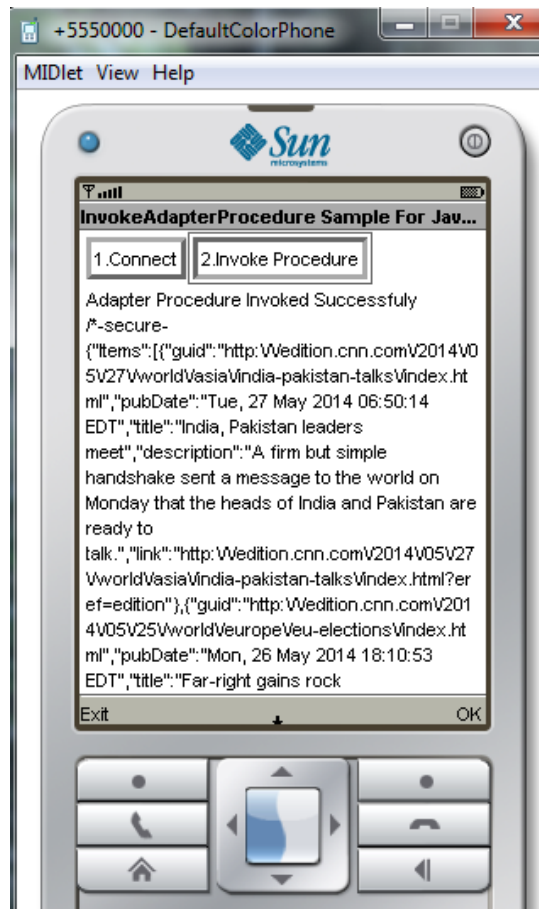 +5550000 - DefaultColorPhone
MIDlet View Help
Sun
microsystems
InvokeAdapterProcedure Sample For Jav...
1.Connect 2.Invoke Procedure
Adapter Procedure Invoked Successfuly
/*-secure-
{"Items":[{"guid":"http:\/\/edition.cnn.com\/2014\/0
5\/27\/world\/asia\/india-pakistan-talks\/index.ht
ml","pubDate":"Tue, 27 May 2014 06:50:14
EDT","title":"India, Pakistan leaders
meet","description":"A firm but simple
handshake sent a message to the world on
Monday that the heads of India and Pakistan are
ready to
talk.","link":"http:\/\/edition.cnn.com\/2014\/05\/27
\/world\/asia\/india-pakistan-talks\/index.html?er
ef=edition"},{"guid":"http:\/\/edition.cnn.com\/201
4\/05\/25\/world\/europe\/eu-elections\/index.ht
ml","pubDate":"Mon, 26 May 2014 18:10:53
EDT","title":"Far-right gains rock
Exit OK